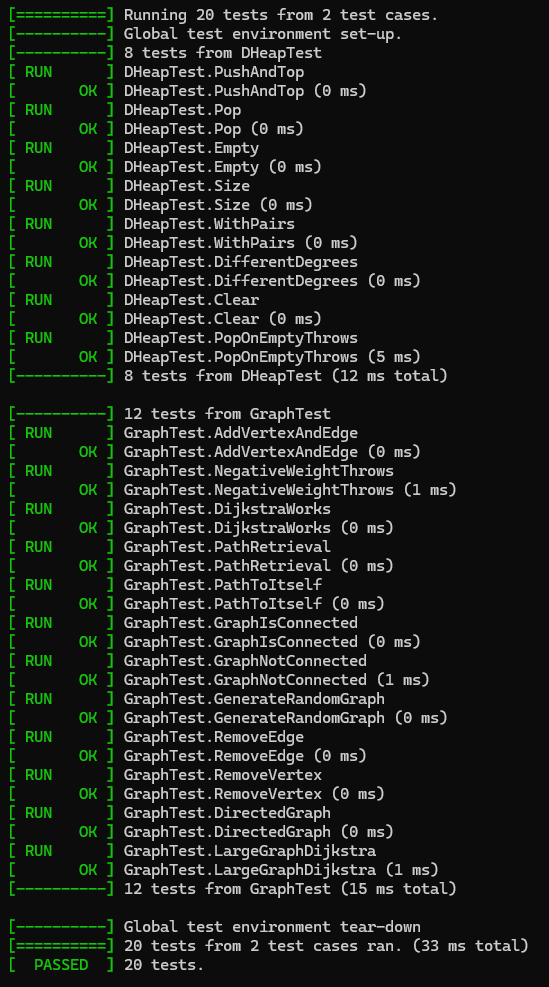 [==========] Running 20 tests from 2 test cases.
[----------] Global test environment set-up.
[----------] 8 tests from DHeapTest
[ RUN      ] DHeapTest.PushAndTop
[       OK ] DHeapTest.PushAndTop (0 ms)
[ RUN      ] DHeapTest.Pop
[       OK ] DHeapTest.Pop (0 ms)
[ RUN      ] DHeapTest.Empty
[       OK ] DHeapTest.Empty (0 ms)
[ RUN      ] DHeapTest.Size
[       OK ] DHeapTest.Size (0 ms)
[ RUN      ] DHeapTest.WithPairs
[       OK ] DHeapTest.WithPairs (0 ms)
[ RUN      ] DHeapTest.DifferentDegrees
[       OK ] DHeapTest.DifferentDegrees (0 ms)
[ RUN      ] DHeapTest.Clear
[       OK ] DHeapTest.Clear (0 ms)
[ RUN      ] DHeapTest.PopOnEmptyThrows
[       OK ] DHeapTest.PopOnEmptyThrows (5 ms)
[----------] 8 tests from DHeapTest (12 ms total)

[----------] 12 tests from GraphTest
[ RUN      ] GraphTest.AddVertexAndEdge
[       OK ] GraphTest.AddVertexAndEdge (0 ms)
[ RUN      ] GraphTest.NegativeWeightThrows
[       OK ] GraphTest.NegativeWeightThrows (1 ms)
[ RUN      ] GraphTest.DijkstraWorks
[       OK ] GraphTest.DijkstraWorks (0 ms)
[ RUN      ] GraphTest.PathRetrieval
[       OK ] GraphTest.PathRetrieval (0 ms)
[ RUN      ] GraphTest.PathToItself
[       OK ] GraphTest.PathToItself (0 ms)
[ RUN      ] GraphTest.GraphIsConnected
[       OK ] GraphTest.GraphIsConnected (0 ms)
[ RUN      ] GraphTest.GraphNotConnected
[       OK ] GraphTest.GraphNotConnected (1 ms)
[ RUN      ] GraphTest.GenerateRandomGraph
[       OK ] GraphTest.GenerateRandomGraph (0 ms)
[ RUN      ] GraphTest.RemoveEdge
[       OK ] GraphTest.RemoveEdge (0 ms)
[ RUN      ] GraphTest.RemoveVertex
[       OK ] GraphTest.RemoveVertex (0 ms)
[ RUN      ] GraphTest.DirectedGraph
[       OK ] GraphTest.DirectedGraph (0 ms)
[ RUN      ] GraphTest.LargeGraphDijkstra
[       OK ] GraphTest.LargeGraphDijkstra (1 ms)
[----------] 12 tests from GraphTest (15 ms total)

[----------] Global test environment tear-down
[==========] 20 tests from 2 test cases ran. (33 ms total)
[  PASSED  ] 20 tests.